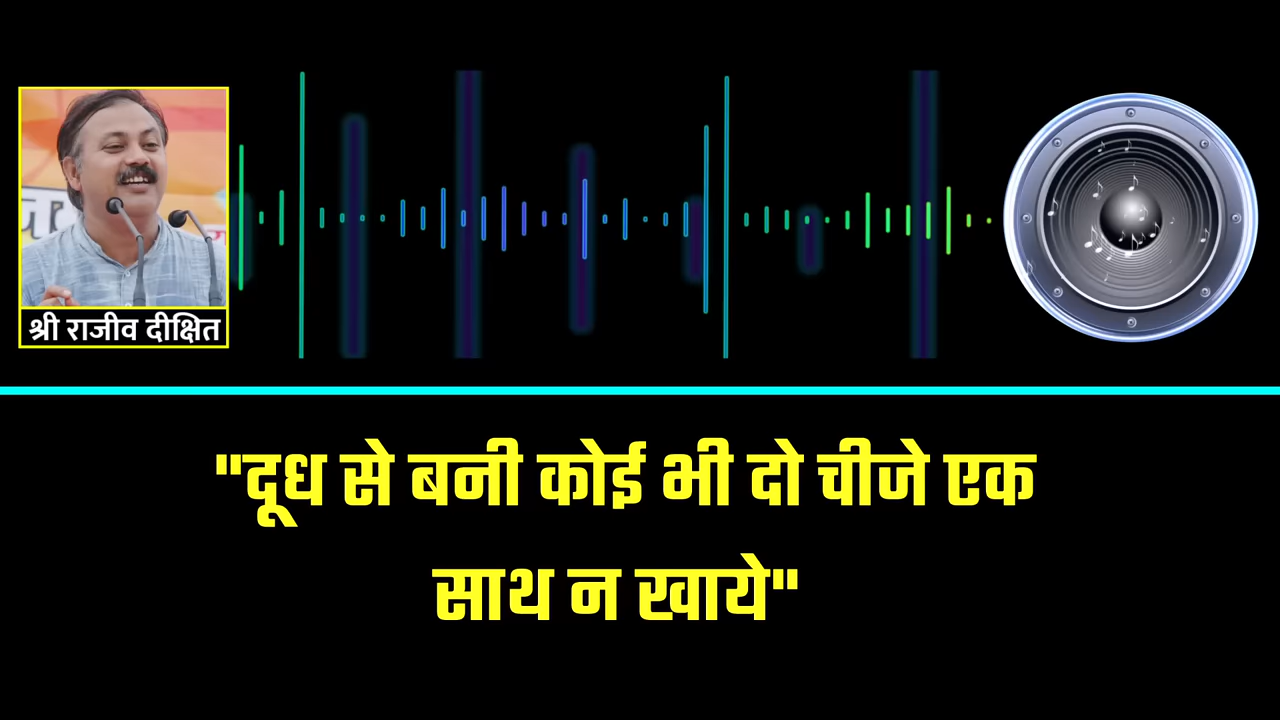 श्री राजीव दीक्षित
"दूध से बनी कोई भी दो चीजे एक
साथ न खाये"